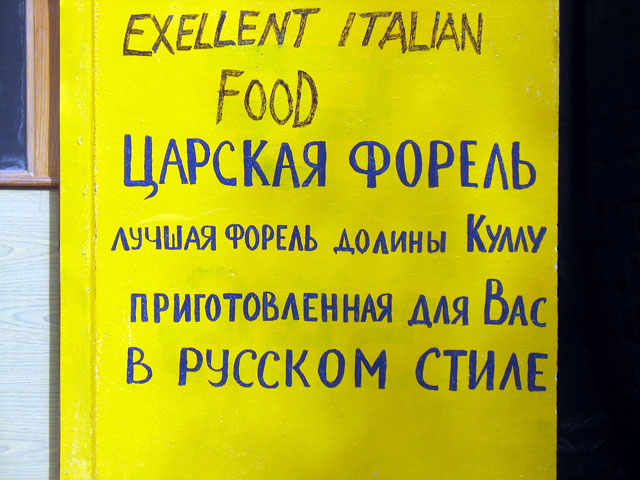 EXELLENT ITALIAN
FOOD
ЦАРСКАЯ ФОРЕЛЬ
ЛУЧШАЯ ФОРЕЛЬ ДОЛИНЫ КУЛЛУ
ПРИГОТОВЛЕННАЯ ДЛЯ ВАС
В РУССКОМ СТИЛЕ